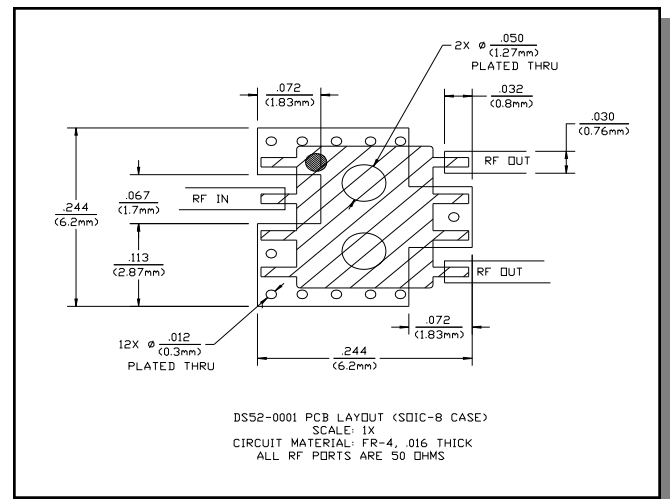 2X ø .050
(1.27mm)
PLATED THRU
.072
(1.83mm)
.032
(0.8mm)
.030
(0.76mm)
RF OUT
.067
(1.7mm)
RF IN
.244
(6.2mm)
.113
(2.87mm)
RF OUT
12X ø .012
(0.3mm)
PLATED THRU
.072
(1.83mm)
.244
(6.2mm)
DS52-0001 PCB LAYOUT (SOIC-8 CASE)
SCALE: 1X
CIRCUIT MATERIAL: FR-4, .016 THICK
ALL RF PORTS ARE 50 OHMS